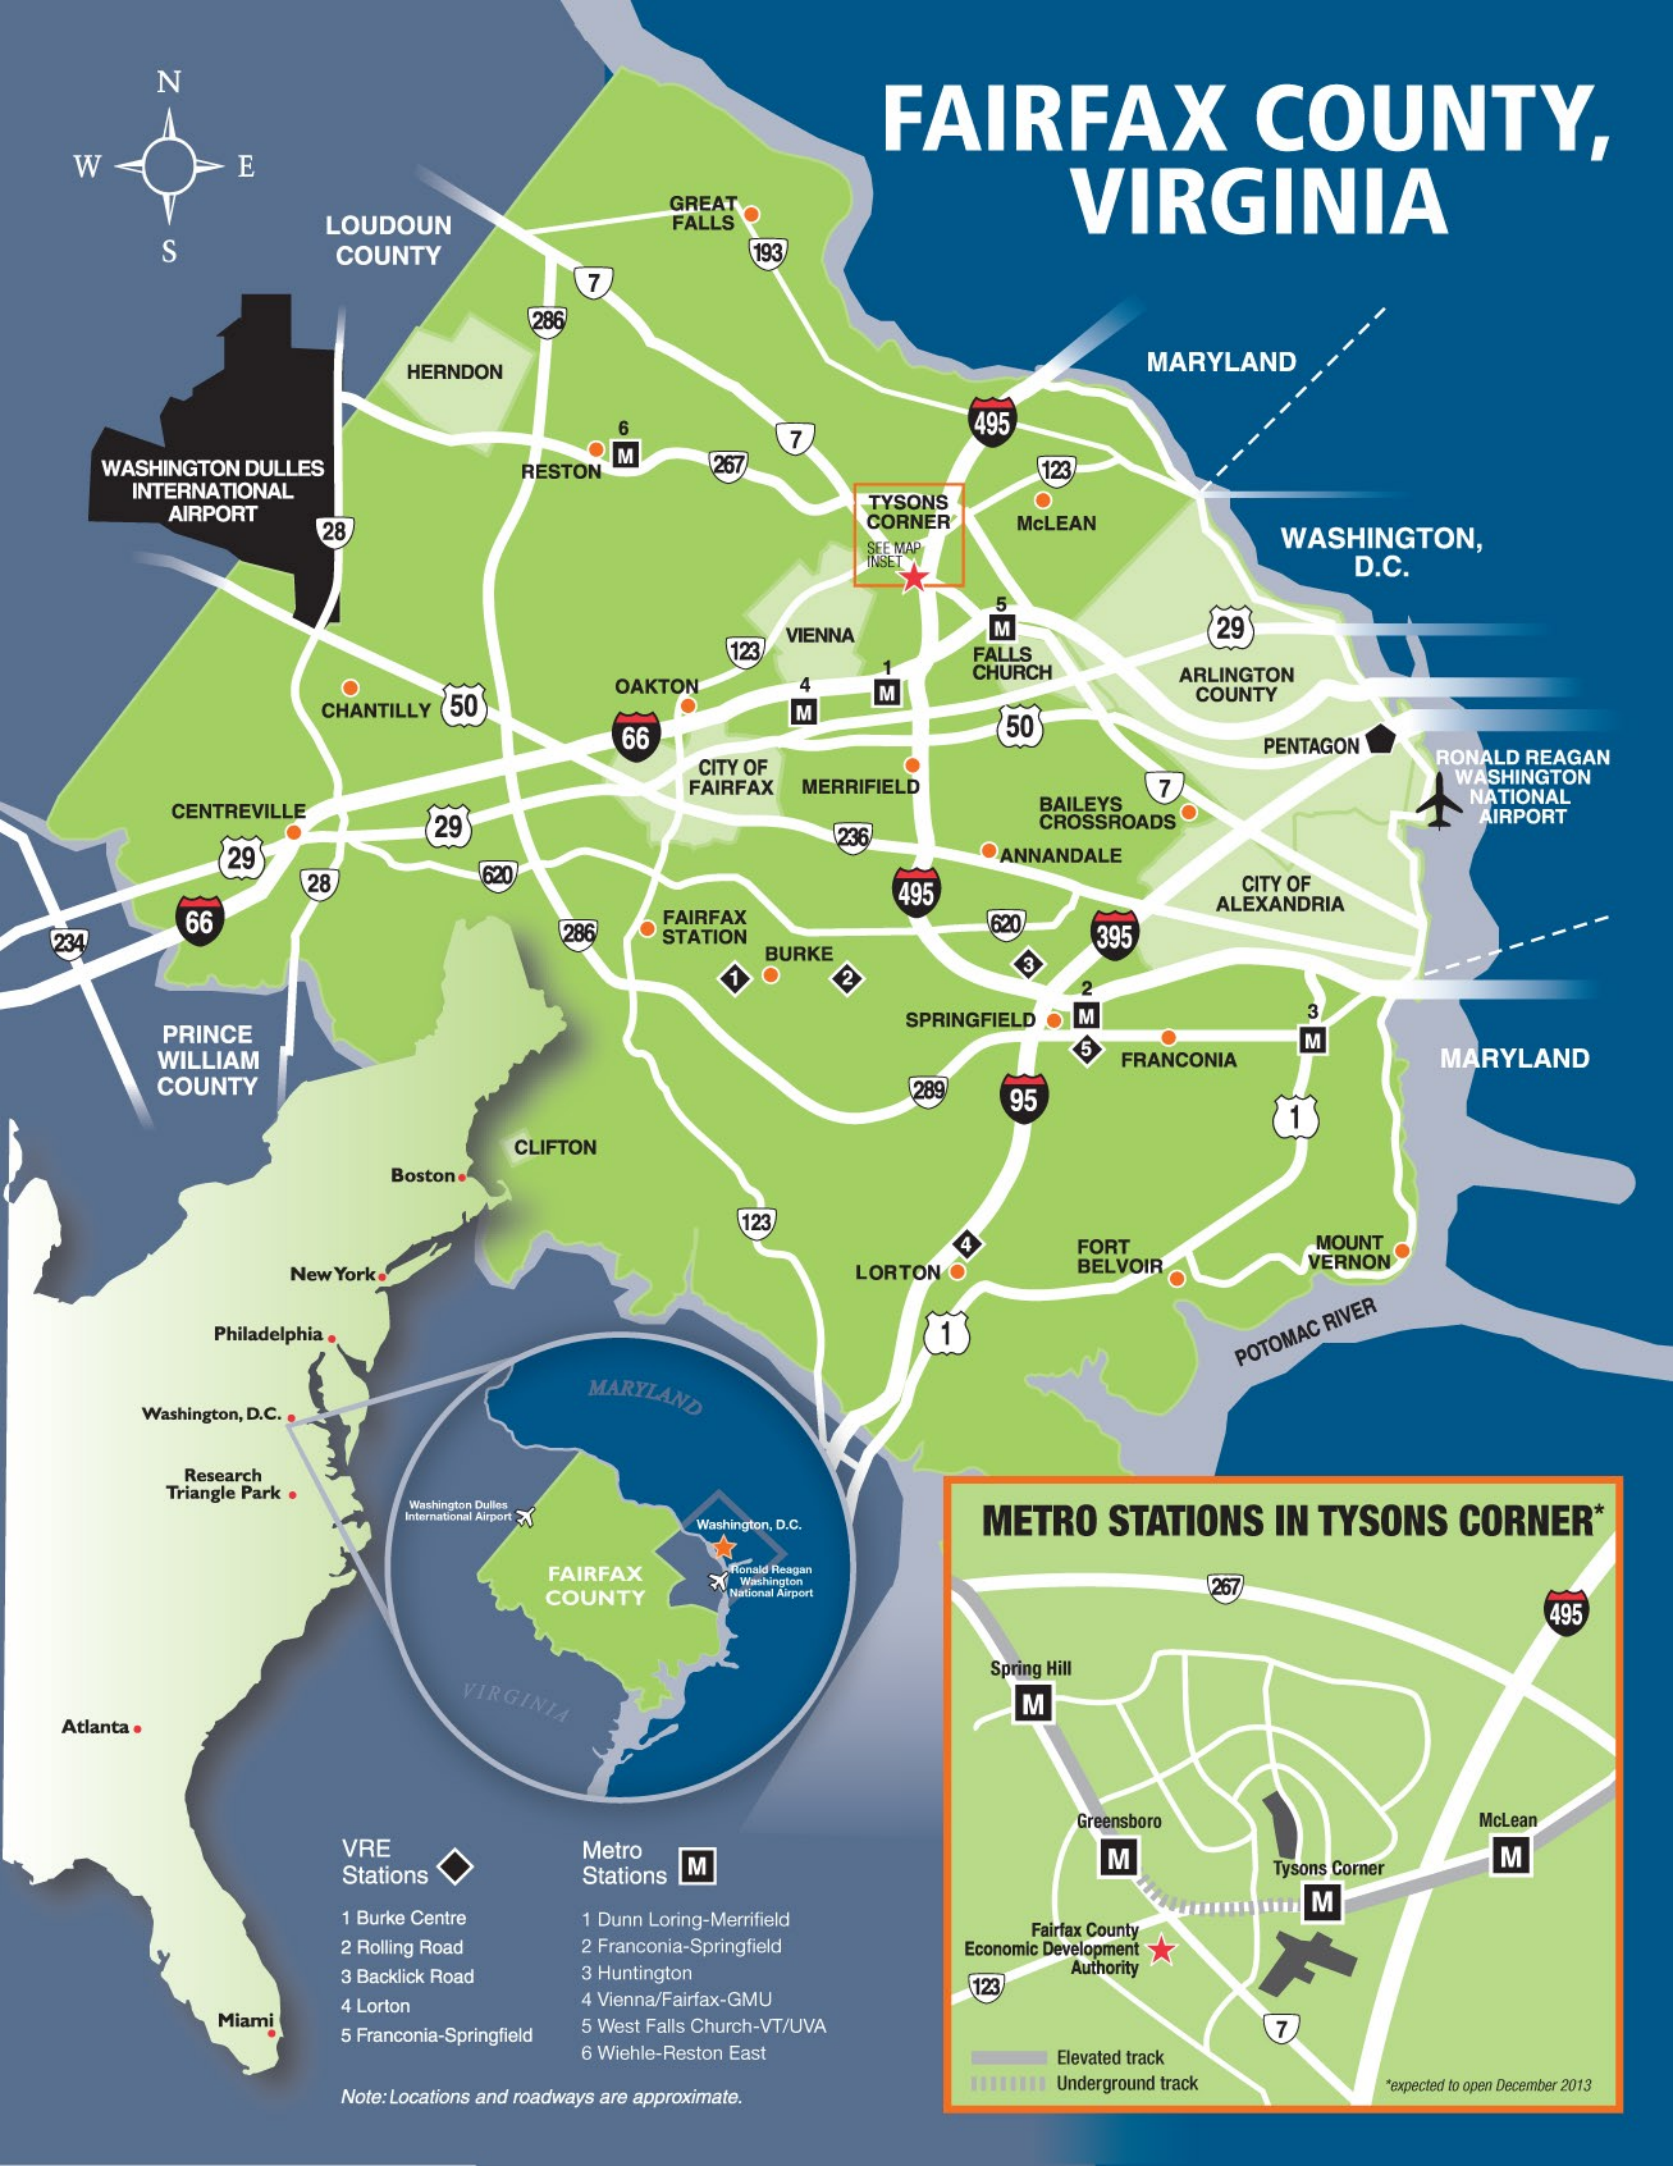 FAIRFAX COUNTY,
VIRGINIA
N
W
E
S
LOUDOUN
COUNTY
GREAT
FALLS
193
7
286
HERNDON
MARYLAND
495
6
M
RESTON
7
267
123
McLEAN
WASHINGTON DULLES
INTERNATIONAL
AIRPORT
28
TYSONS
CORNER
SEE MAP
INSET
WASHINGTON,
D.C.
5
M
FALLS
CHURCH
29
VIENNA
123
1
M
ARLINGTON
COUNTY
OAKTON
4
M
CHANTILLY
50
66
50
PENTAGON
RONALD REAGAN
WASHINGTON
NATIONAL
AIRPORT
CITY OF
FAIRFAX
MERRIFIELD
7
BAILEYS
CROSSROADS
CENTREVILLE
29
29
236
ANNANDALE
28
620
495
CITY OF
ALEXANDRIA
66
234
286
FAIRFAX
STATION
620
395
BURKE
1
2
3
2
M
SPRINGFIELD
5
FRANCONIA
3
M
MARYLAND
PRINCE
WILLIAM
COUNTY
289
95
1
CLIFTON
Boston
123
4
LORTON
FORT
BELVOIR
MOUNT
VERNON
New York
1
POTOMAC RIVER
Philadelphia
Washington, D.C.
Research
Triangle Park
Atlanta
Miami
MARYLAND
Washington Dulles
International Airport
Washington, D.C.
FAIRFAX
COUNTY
Ronald Reagan
Washington
National Airport
VIRGINIA
METRO STATIONS IN TYSONS CORNER*
267
495
Spring Hill
M
Greensboro
M
McLean
M
Tysons Corner
M
Fairfax County
Economic Development
Authority
123
7
Elevated track
Underground track
*expected to open December 2013
VRE
Stations
1 Burke Centre
2 Rolling Road
3 Backlick Road
4 Lorton
5 Franconia-Springfield
Metro
Stations
M
1 Dunn Loring-Merrifield
2 Franconia-Springfield
3 Huntington
4 Vienna/Fairfax-GMU
5 West Falls Church-VT/UVA
6 Wiehle-Reston East
Note: Locations and roadways are approximate.